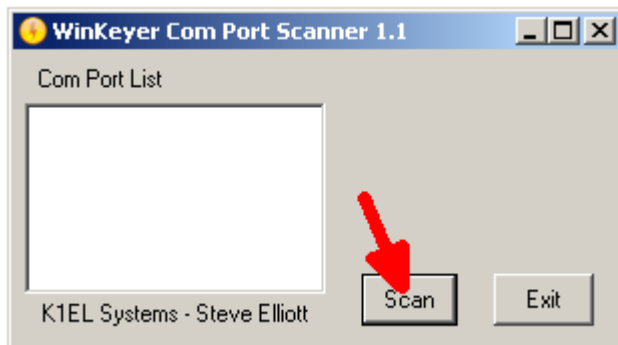 WinKeyer Com Port Scanner 1.1
Com Port List
Scan
Exit
K1EL Systems - Steve Elliott